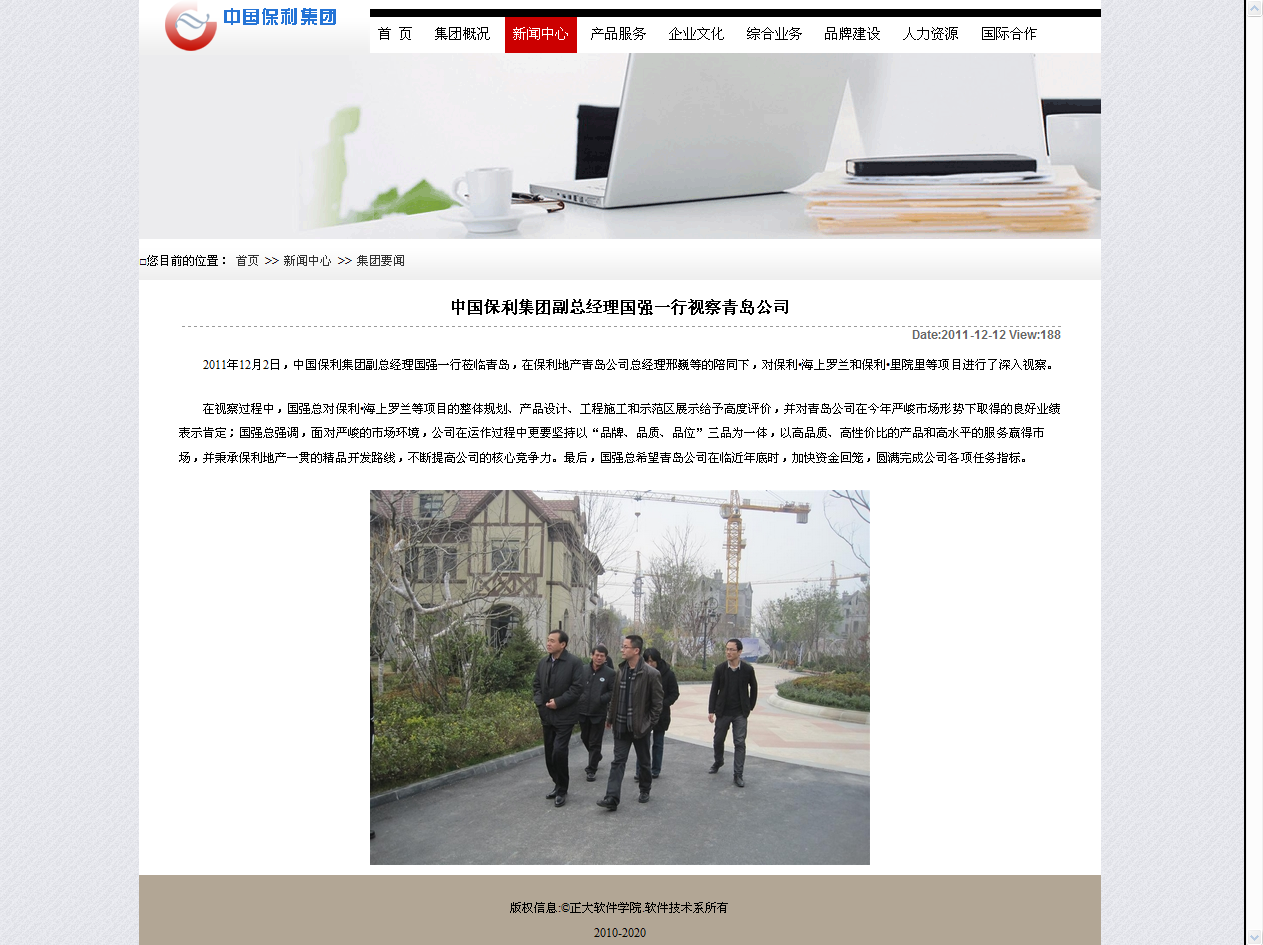 中国保利集团
首 页 集团概况 新闻中心 产品服务 企业文化 综合业务 品牌建设 人力资源 国际合作
您目前的位置： 首页 >> 新闻中心 >> 集团要闻
中国保利集团副总经理国强一行视察青岛公司
Date:2011-12-12 View:188
2011年12月2日，中国保利集团副总经理国强一行莅临青岛，在保利地产青岛公司总经理邢巍等的陪同下，对保利•海上罗兰和保利•里院里等项目进行了深入视察。
在视察过程中，国强总对保利•海上罗兰等项目的整体规划、产品设计、工程施工和示范区展示给予高度评价，并对青岛公司在今年严峻市场形势下取得的良好业绩
表示肯定；国强总强调，面对严峻的市场环境，公司在运作过程中更要坚持以“品牌、品质、品位”三品为一体，以高品质、高性价比的产品和高水平的服务赢得市
场，并秉承保利地产一贯的精品开发路线，不断提高公司的核心竞争力。最后，国强总希望青岛公司在临近年底时，加快资金回笼，圆满完成公司各项任务指标。
版权信息:©正大软件学院.软件技术系所有
2010-2020